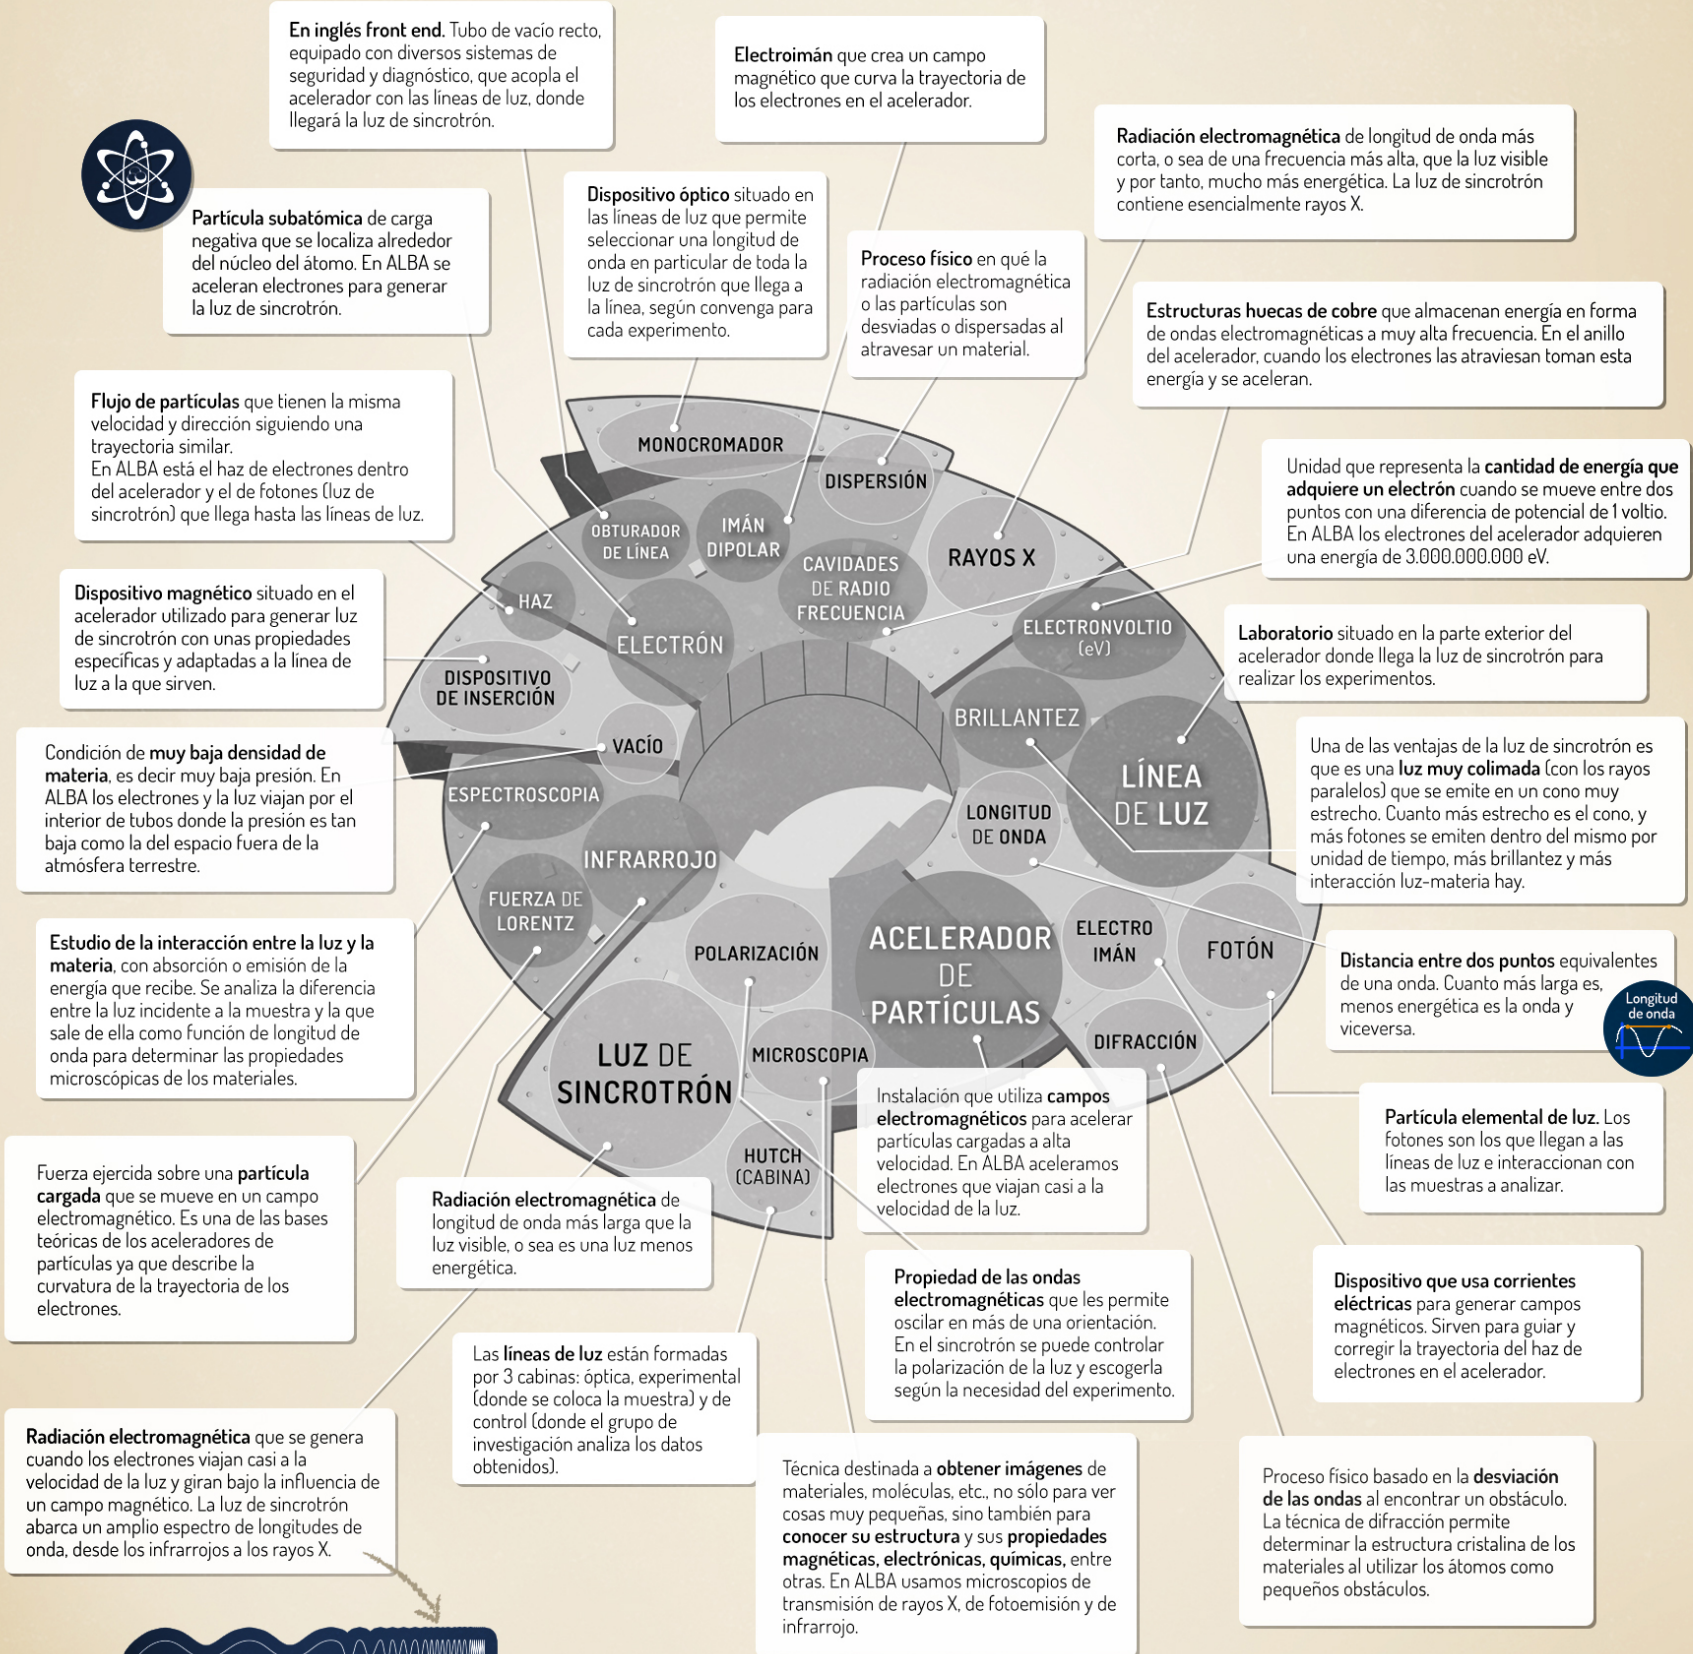 En inglés front end. Tubo de vacío recto,
equipado con diversos sistemas de
seguridad y diagnóstico, que acopla el
acelerador con las líneas de luz, donde
llegará la luz de sincrotrón.
Electroimán que crea un campo
magnético que curva la trayectoria de
los electrones en el acelerador.
Radiación electromagnética de longitud de onda más
corta, o sea de una frecuencia más alta, que la luz visible
y por tanto, mucho más energética. La luz de sincrotrón
contiene esencialmente rayos X.
Partícula subatómica de carga
negativa que se localiza alrededor
del núcleo del átomo. En ALBA se
aceleran electrones para generar
la luz de sincrotrón.
Dispositivo óptico situado en
las líneas de luz que permite
seleccionar una longitud de
onda en particular de toda la
luz de sincrotrón que llega a
la línea, según convenga para
cada experimento.
Proceso físico en qué la
radiación electromagnética
o las partículas son
desviadas o dispersadas al
atravesar un material.
Estructuras huecas de cobre que almacenan energía en forma
de ondas electromagnéticas a muy alta frecuencia. En el anillo
del acelerador, cuando los electrones las atraviesan toman esta
energía y se aceleran.
Flujo de partículas que tienen la misma
velocidad y dirección siguiendo una
trayectoria similar.
En ALBA está el haz de electrones dentro
del acelerador y el de fotones (luz de
sincrotrón) que llega hasta las líneas de luz.
Unidad que representa la cantidad de energía que
adquiere un electrón cuando se mueve entre dos
puntos con una diferencia de potencial de 1 voltio.
En ALBA los electrones del acelerador adquieren
una energía de 3.000.000.000 eV.
Dispositivo magnético situado en el
acelerador utilizado para generar luz
de sincrotrón con unas propiedades
específicas y adaptadas a la línea de
luz a la que sirven.
Laboratorio situado en la parte exterior del
acelerador donde llega la luz de sincrotrón para
realizar los experimentos.
Condición de muy baja densidad de
materia, es decir muy baja presión. En
ALBA los electrones y la luz viajan por el
interior de tubos donde la presión es tan
baja como la del espacio fuera de la
atmósfera terrestre.
Una de las ventajas de la luz de sincrotrón es
que es una luz muy colimada (con los rayos
paralelos) que se emite en un cono muy
estrecho. Cuanto más estrecho es el cono, y
más fotones se emiten dentro del mismo por
unidad de tiempo, más brillantez y más
interacción luz-materia hay.
MONOCROMADOR
DISPERSIÓN
OBTURADOR
DE LÍNEA
IMÁN
DIPOLAR
CAVIDADES
DE RADIO
FRECUENCIA
RAYOS X
HAZ
ELECTRÓN
ELECTRONVOLTIO
(eV)
DISPOSITIVO
DE INSERCIÓN
VACÍO
BRILLANTEZ
LÍNEA
DE LUZ
ESPECTROSCOPIA
LONGITUD
DE ONDA
INFRARROJO
FUERZA DE
LORENTZ
POLARIZACIÓN
ACELERADOR
DE
PARTÍCULAS
ELECTRO
IMÁN
FOTÓN
DIFRACCIÓN
LUZ DE
SINCROTRÓN
MICROSCOPIA
HUTCH
(CABINA)
Estudio de la interacción entre la luz y la
materia, con absorción o emisión de la
energía que recibe. Se analiza la diferencia
entre la luz incidente a la muestra y la que
sale de ella como función de longitud de
onda para determinar las propiedades
microscópicas de los materiales.
Distancia entre dos puntos equivalentes
de una onda. Cuanto más larga es,
menos energética es la onda y
viceversa.
Longitud
de onda
Instalación que utiliza campos
electromagnéticos para acelerar
partículas cargadas a alta
velocidad. En ALBA aceleramos
electrones que viajan casi a la
velocidad de la luz.
Partícula elemental de luz. Los
fotones son los que llegan a las
líneas de luz e interaccionan con
las muestras a analizar.
Fuerza ejercida sobre una partícula
cargada que se mueve en un campo
electromagnético. Es una de las bases
teóricas de los aceleradores de
partículas ya que describe la
curvatura de la trayectoria de los
electrones.
Radiación electromagnética de
longitud de onda más larga que la
luz visible, o sea es una luz menos
energética.
Propiedad de las ondas
electromagnéticas que les permite
oscilar en más de una orientación.
En el sincrotrón se puede controlar
la polarización de la luz y escogerla
según la necesidad del experimento.
Dispositivo que usa corrientes
eléctricas para generar campos
magnéticos. Sirven para guiar y
corregir la trayectoria del haz de
electrones en el acelerador.
Las líneas de luz están formadas
por 3 cabinas: óptica, experimental
(donde se coloca la muestra) y de
control (donde el grupo de
investigación analiza los datos
obtenidos).
Radiación electromagnética que se genera
cuando los electrones viajan casi a la
velocidad de la luz y giran bajo la influencia de
un campo magnético. La luz de sincrotrón
abarca un amplio espectro de longitudes de
onda, desde los infrarrojos a los rayos X.
Técnica destinada a obtener imágenes de
materiales, moléculas, etc., no sólo para ver
cosas muy pequeñas, sino también para
conocer su estructura y sus propiedades
magnéticas, electrónicas, químicas, entre
otras. En ALBA usamos microscopios de
transmisión de rayos X, de fotoemisión y de
infrarrojo.
Proceso físico basado en la desviación
de las ondas al encontrar un obstáculo.
La técnica de difracción permite
determinar la estructura cristalina de los
materiales al utilizar los átomos como
pequeños obstáculos.